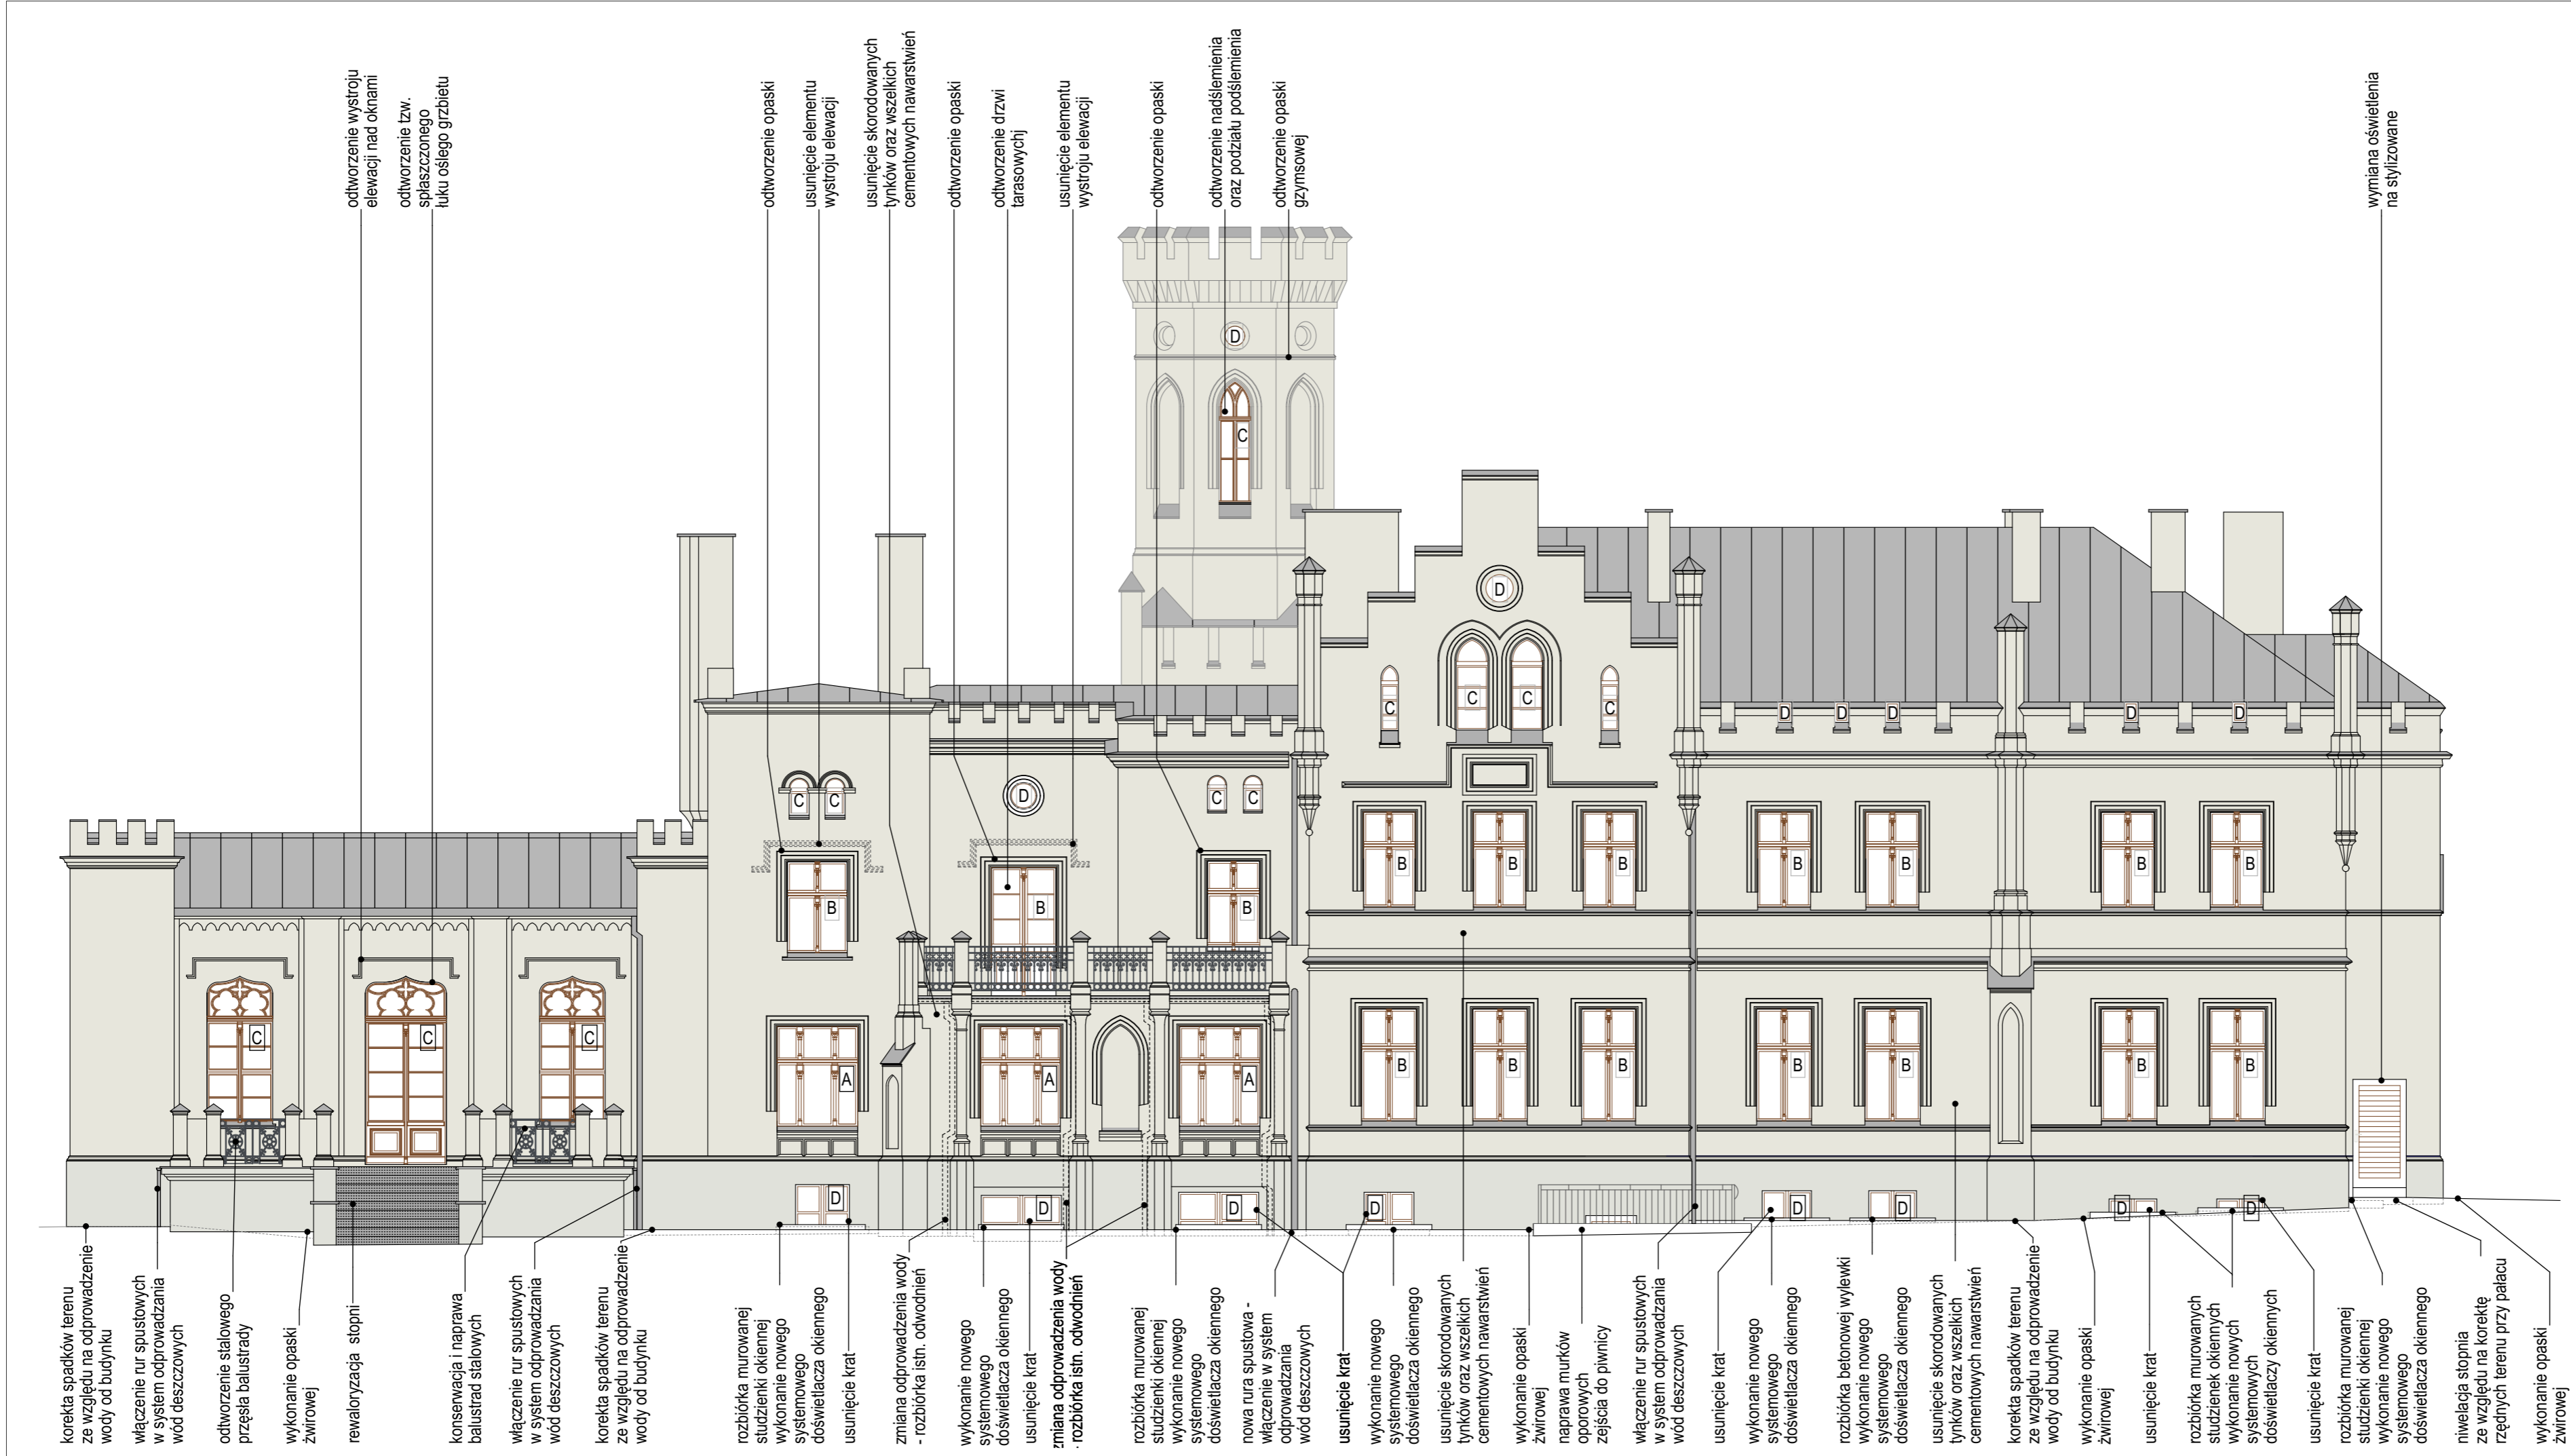 odtworzenie wystroju
elewacji nad oknami
odtworzenie tzw.
spłaszczonego
łuku oślego grzbietu
odtworzenie opaski
usunięcie elementu
wystroju elewacji
usunięcie skorodowanych
tynków oraz wszelkich
cementowych nawarstwień
odtworzenie opaski
odtworzenie drzwi
tarasowychj
usunięcie elementu
wystroju elewacji
odtworzenie opaski
odtworzenie nadślemienia
oraz podziału podślemienia
odtworzenie opaski
gzymsowej
wymiana oświetlenia
na stylizowane
D
C
D
C
C
C
C
D
D
D
D
D
C
C
D
C
C
B
B
B
B
B
B
B
B
B
B
C
C
C
A
A
A
B
B
B
B
B
B
B
D
D
D
D
D
D
D
D
korekta spadków terenu
ze względu na odprowadzenie
wody od budynku
włączenie rur spustowych
w system odprowadzania
wód deszczowych
odtworzenie stalowego
przęsła balustrady
wykonanie opaski
żwirowej
rewaloryzacja stopni
konserwacja i naprawa
balustrad stalowych
włączenie rur spustowych
w system odprowadzania
wód deszczowych
korekta spadków terenu
ze względu na odprowadzenie
wody od budynku
rozbiórka murowanej
studzienki okiennej
wykonanie nowego
systemowego
doświetlacza okiennego
usunięcie krat
zmiana odprowadzenia wody
- rozbiórka istn. odwodnień
wykonanie nowego
systemowego
doświetlacza okiennego
usunięcie krat
zmiana odprowadzenia wody
- rozbiórka istn. odwodnień
rozbiórka murowanej
studzienki okiennej
wykonanie nowego
systemowego
doświetlacza okiennego
nowa rura spustowa -
włączenie w system
odprowadzania
wód deszczowych
usunięcie krat
wykonanie nowego
systemowego
doświetlacza okiennego
usunięcie skorodowanych
tynków oraz wszelkich
cementowych nawarstwień
wykonanie opaski
żwirowej
naprawa murków
oporowych
zejścia do piwnicy
włączenie rur spustowych
w system odprowadzania
wód deszczowych
usunięcie krat
wykonanie nowego
systemowego
doświetlacza okiennego
rozbiórka betonowej wylewki
wykonanie nowego
systemowego
doświetlacza okiennego
usunięcie skorodowanych
tynków oraz wszelkich
cementowych nawarstwień
korekta spadków terenu
ze względu na odprowadzenie
wody od budynku
wykonanie opaski
żwirowej
usunięcie krat
rozbiórka murowanych
studzienek okiennych
wykonanie nowych
systemowych
doświetlaczy okiennych
usunięcie krat
rozbiórka murowanej
studzienki okiennej
wykonanie nowego
systemowego
doświetlacza okiennego
niwelacja stopnia
ze względu na korektę
rzędnych terenu przy pałacu
wykonanie opaski
żwirowej